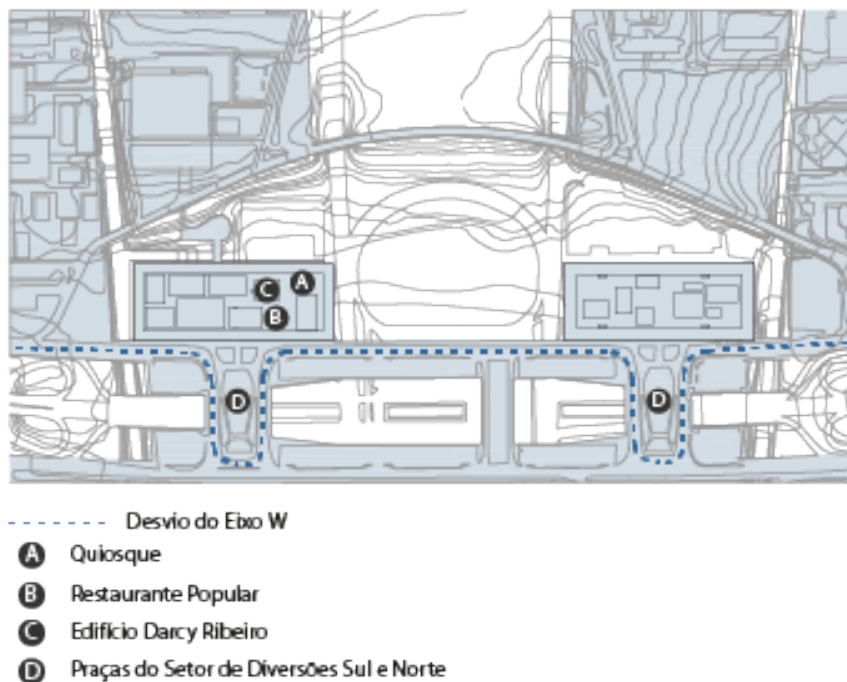 A
C
B
D
D
Desvio do Eixo W
A Quiosque
B Restaurante Popular
C Edifício Darcy Ribeiro
D Praças do Setor de Diversões Sul e Norte